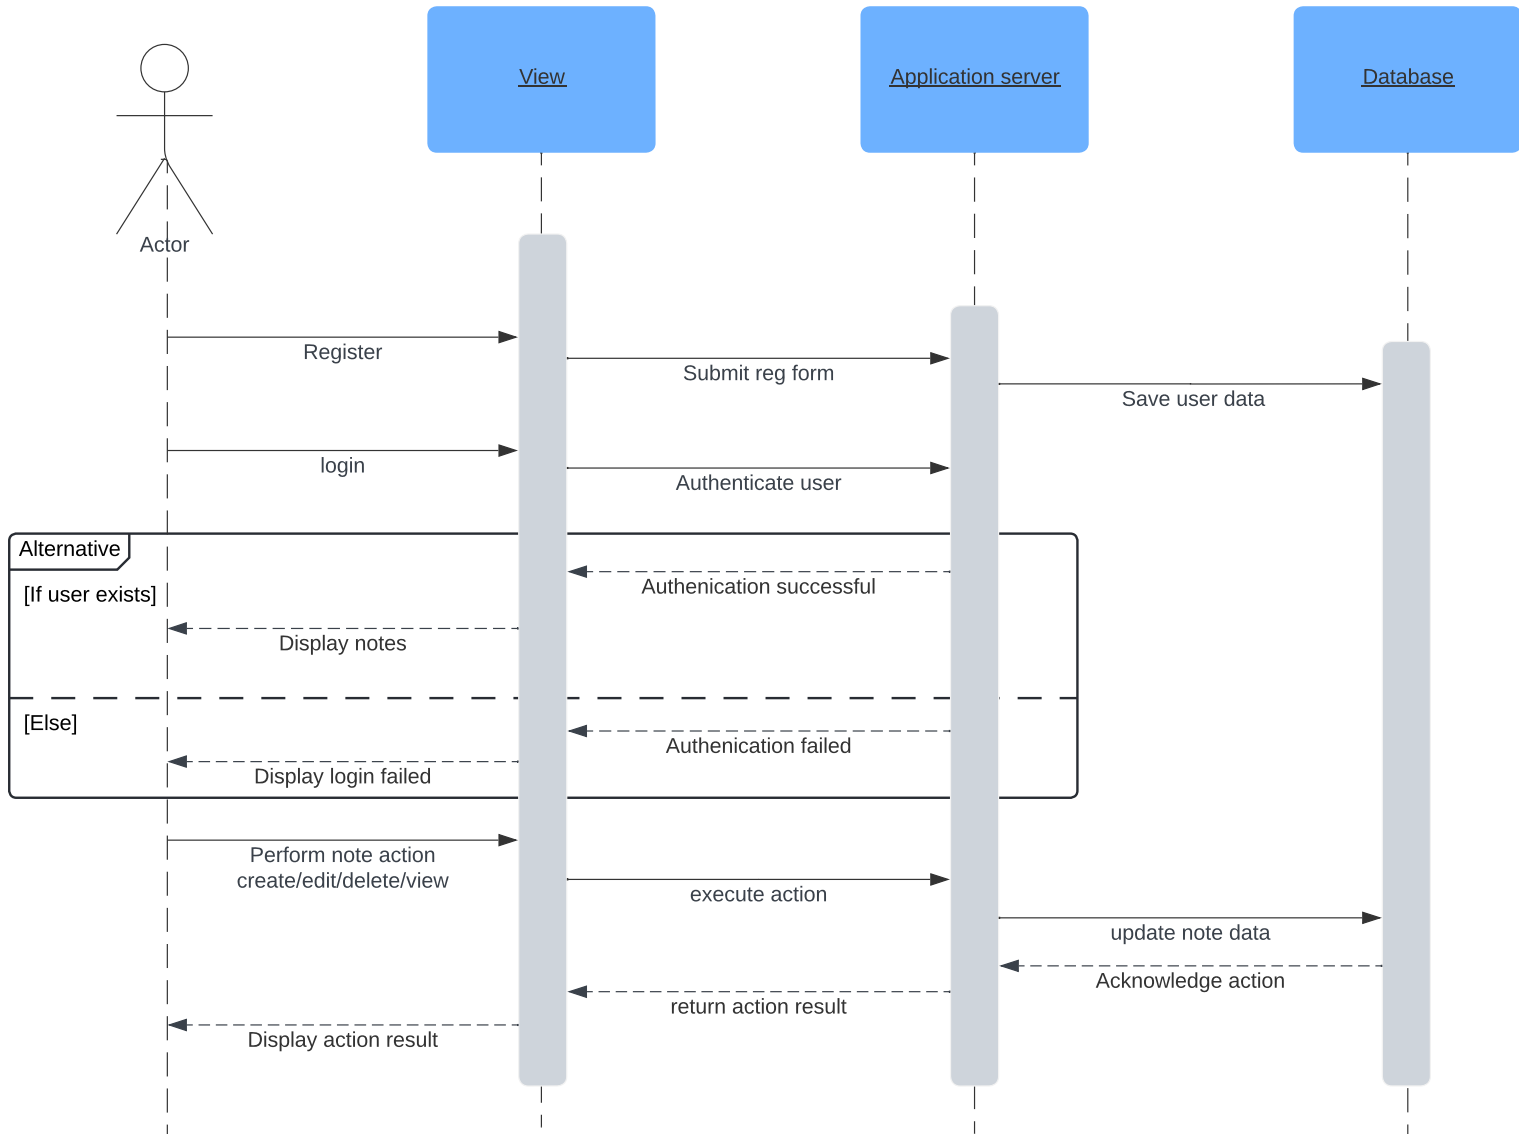 View
Application server
Database
Actor
Register
Submit reg form
Save user data
login
Authenticate user
Alternative
Authenication successful
[If user exists]
Display notes
[Else]
Authenication failed
Display login failed
Perform note action
create/edit/delete/view
execute action
update note data
Acknowledge action
return action result
Display action result